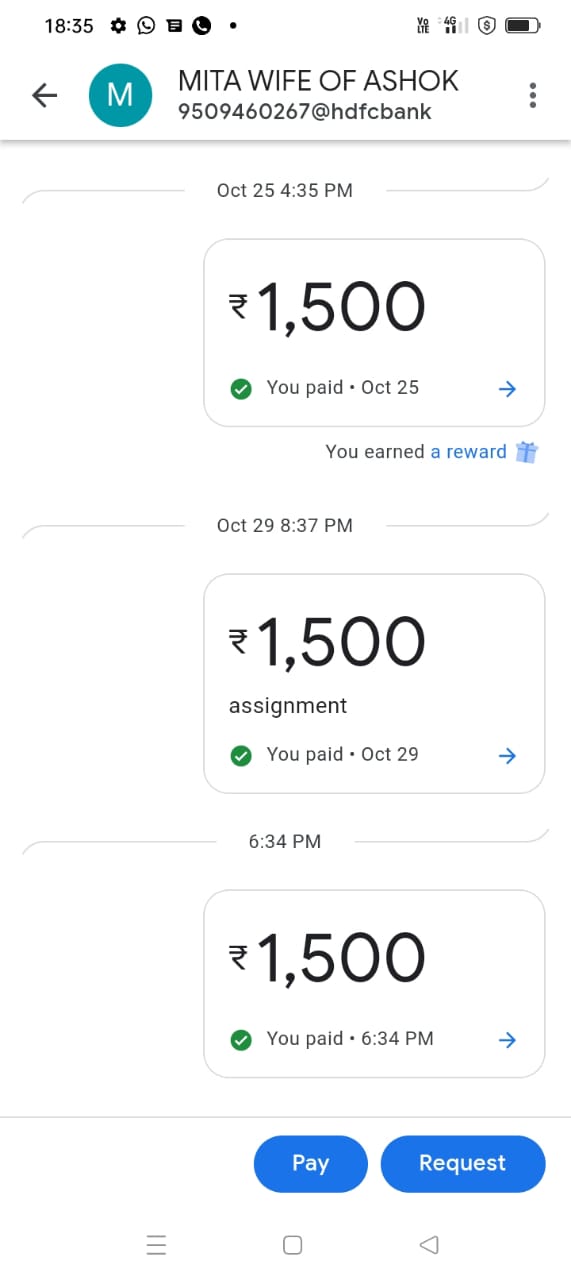 18:35
VO LTE 4G
M
MITA WIFE OF ASHOK
9509460267@hdfcbank
Oct 25 4:35 PM
₹1,500
You paid • Oct 25
You earned a reward
Oct 29 8:37 PM
₹1,500
assignment
You paid • Oct 29
6:34 PM
₹1,500
You paid • 6:34 PM
Pay
Request